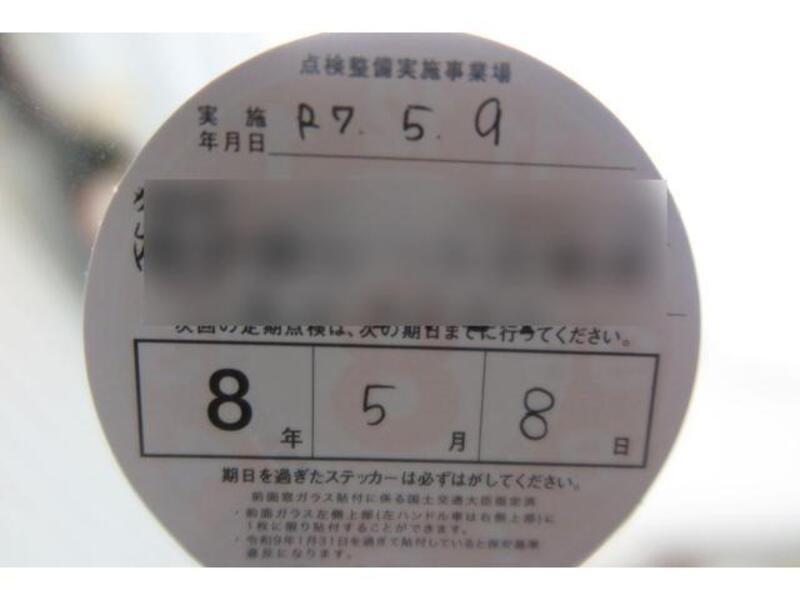 点検整備実施事業場
実施
年月日 R7. 5. 9
次回の定期点検は、次の期日までに行ってください。
8年 5月 8日
期日を過ぎたステッカーは必ずはがしてください。
前面窓ガラス貼付に係る国土交通大臣指定済
・前面ガラス左側上部(左ハンドル車は右側上部)に
1枚に限り貼付することができます。
・令和9年1月31日を過ぎて貼付していると保安基準
違反になります。